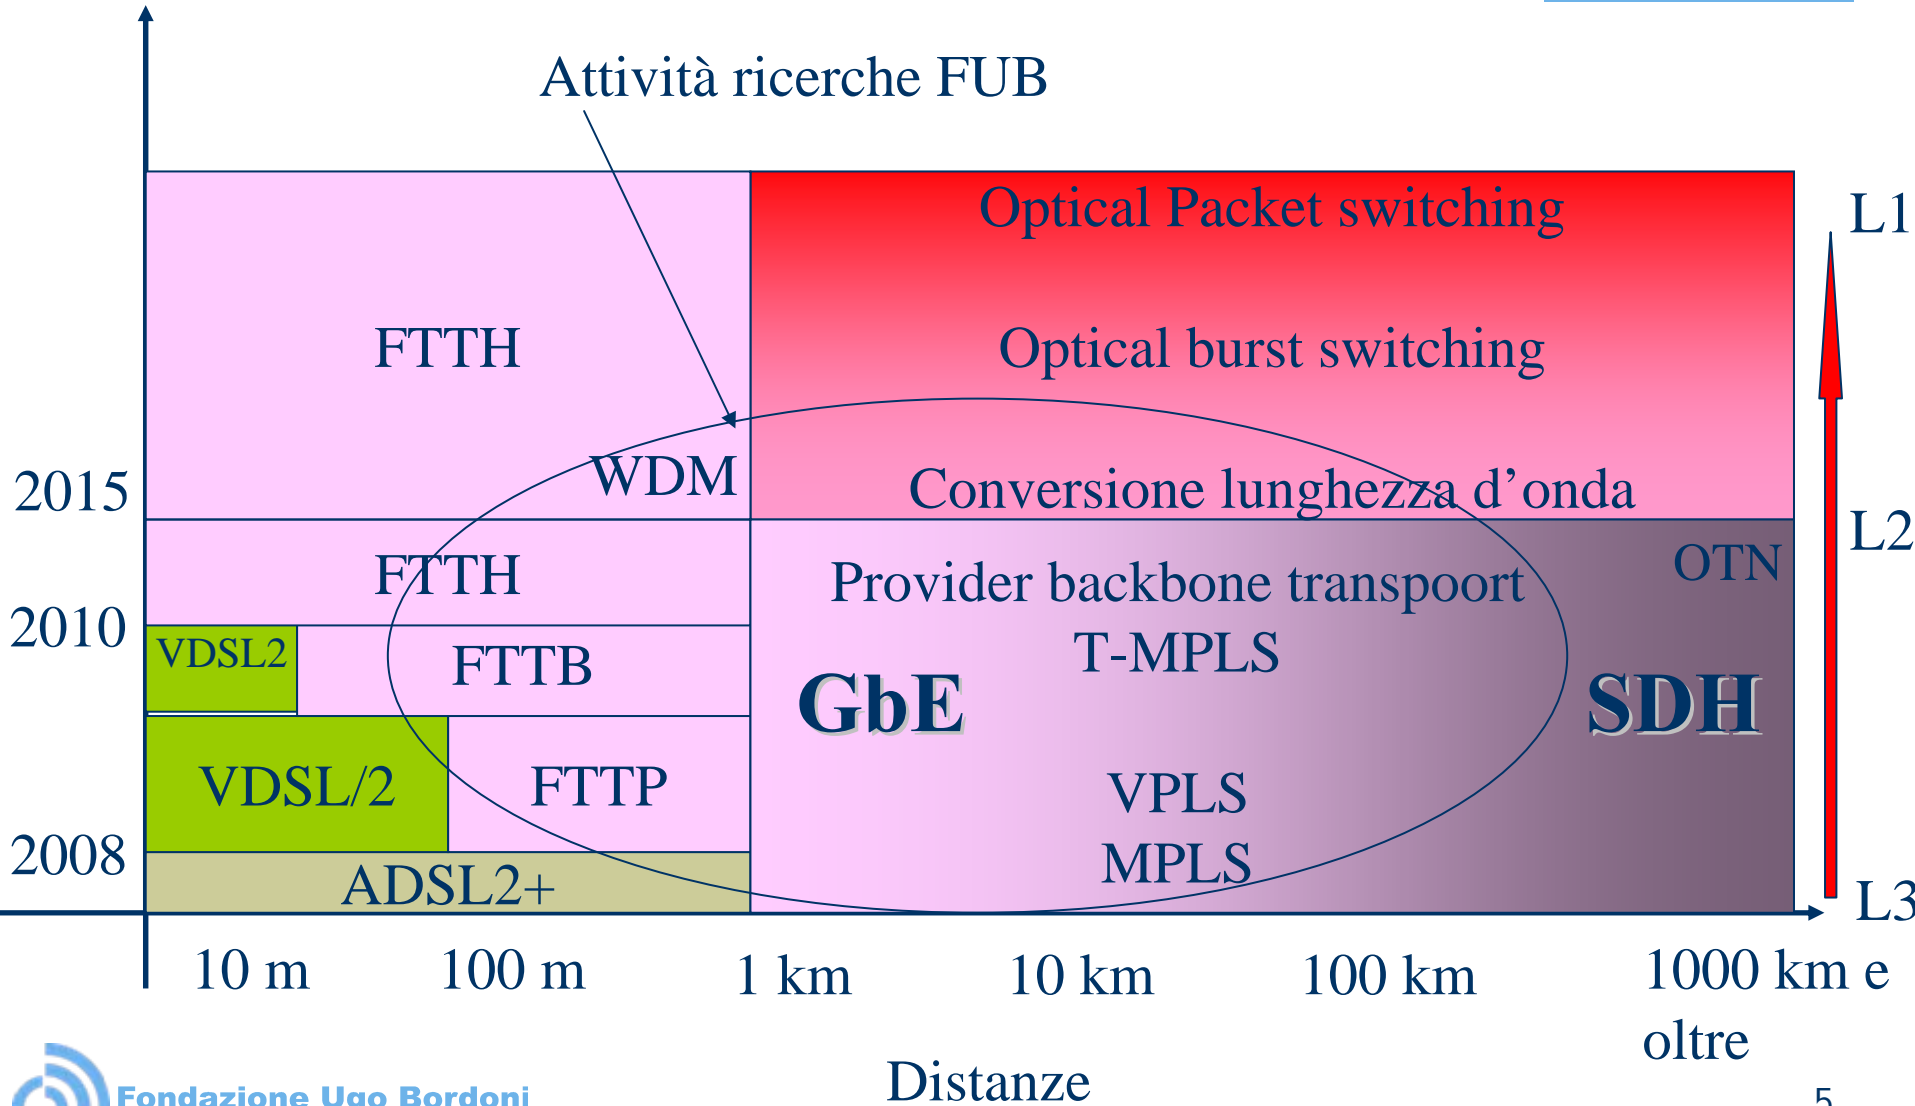 Attività ricerche FUB
Optical Packet switching
L1
FTTH
Optical burst switching
WDM
2015
Conversione lunghezza d’onda
L2
FTTH
OTN
Provider backbone transpoort
2010
VDSL2
FTTB
T-MPLS
GbE
SDH
VDSL/2
FTTP
VPLS
2008
MPLS
ADSL2+
L3
10 m
100 m
1 km
10 km
100 km
1000 km e
oltre
Distanze
Fondazione Ugo Bordoni
5